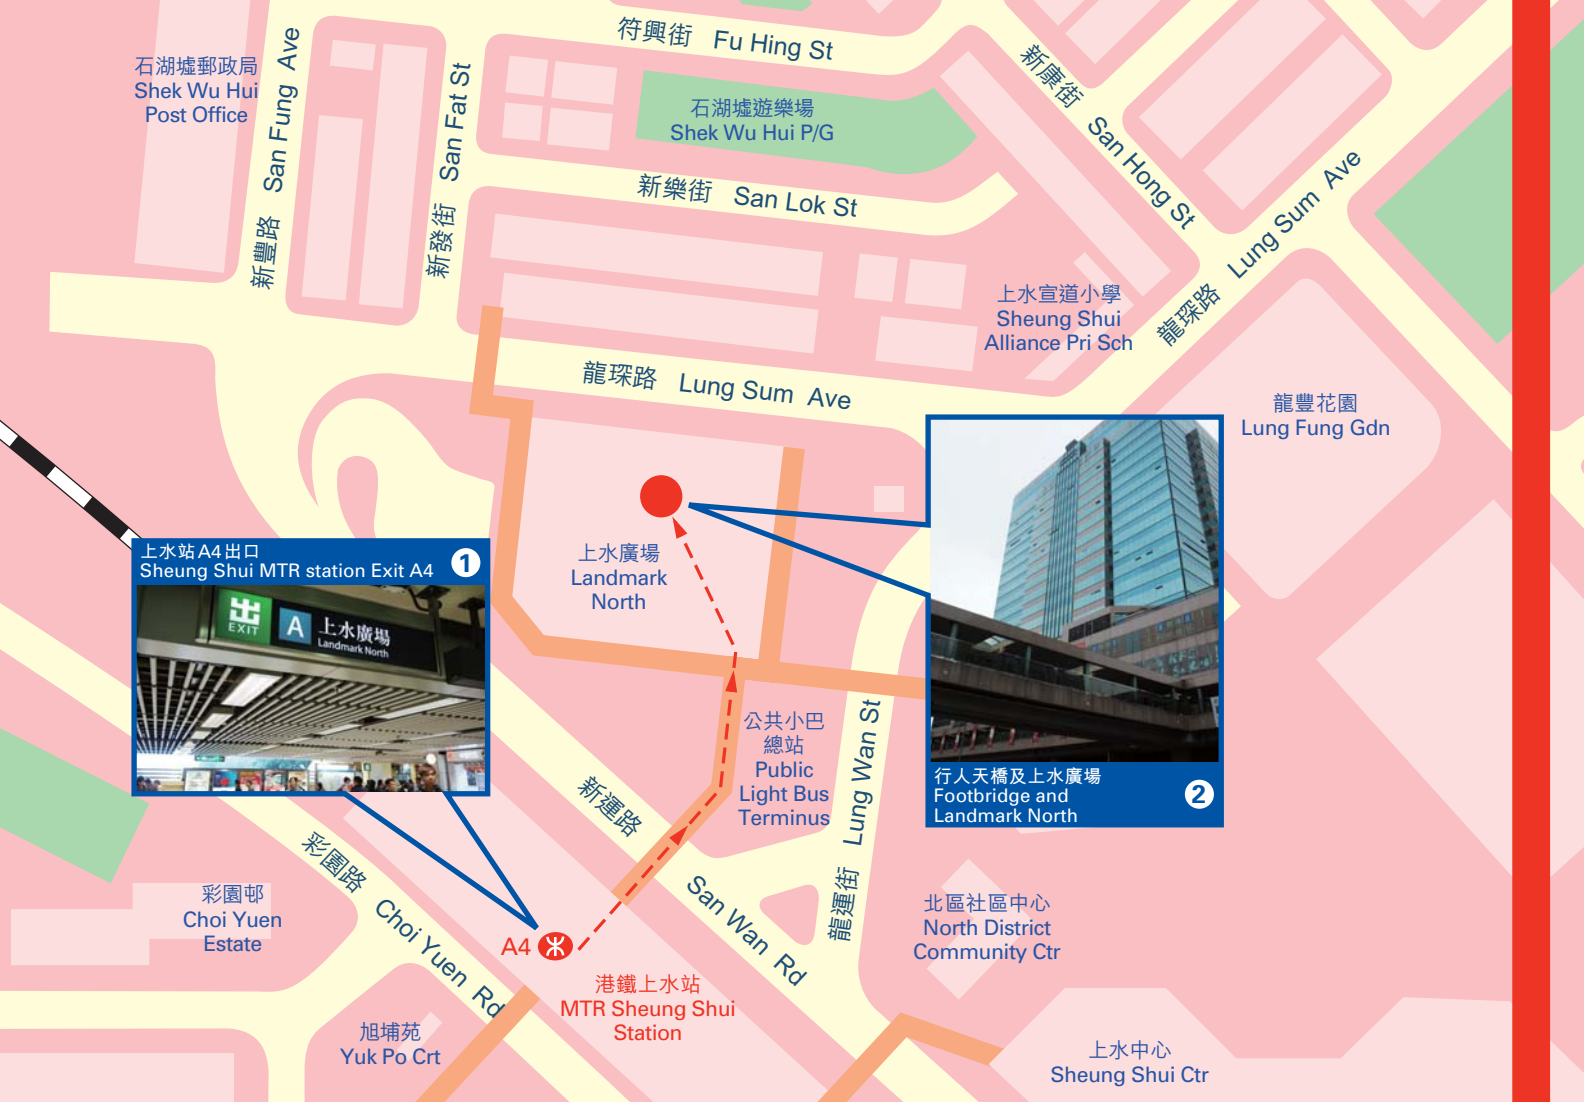 石湖墟郵政局
Shek Wu Hui
Post Office
新豐路 San Fung Ave
新發街 San Fat St
符興街 Fu Hing St
石湖墟遊樂場
Shek Wu Hui P/G
新樂街 San Lok St
新康街 San Hong St
龍琛路 Lung Sum Ave
上水宣道小學
Sheung Shui
Alliance Pri Sch
龍琛路 Lung Sum Ave
龍豐花園
Lung Fung Gdn
上水廣場
Landmark
North
上水站A4出口
Sheung Shui MTR station Exit A4
1
出
EXIT
A
上水廣場
Landmark North
公共小巴
總站
Public
Light Bus
Terminus
行人天橋及上水廣場
Footbridge and
Landmark North
2
新運路 San Wan Rd
龍運街 Lung Wan St
彩園路 Choi Yuen Rd
彩園邨
Choi Yuen
Estate
A4
港鐵上水站
MTR Sheung Shui
Station
北區社區中心
North District
Community Ctr
旭埔苑
Yuk Po Crt
上水中心
Sheung Shui Ctr